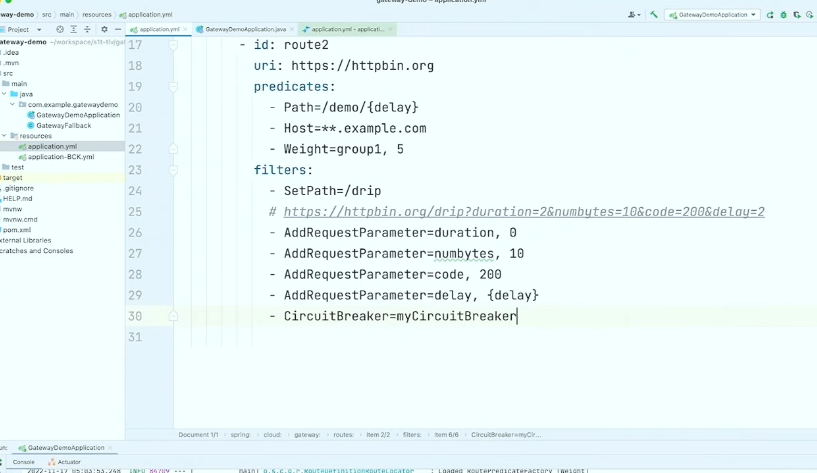 gateway-demo – application.yml
way-demo src main resources application.yml
GatewayDemoApplication
Project
application.yml GatewayDemoApplication.java application.yml - applicati...
ateway-demo
.idea
.mvn
src
main
java
com.example.gatewaydemo
GatewayDemoApplication
GatewayFallback
resources
application.yml
application-BCK.yml
test
target
.gitignore
HELP.md
mvnw
mvnw.cmd
pom.xml
xternal Libraries
cratches and Consoles
17 - id: route2
18 uri: https://httpbin.org
19 predicates:
20 - Path=/demo/{delay}
21 - Host=**.example.com
22 - Weight=group1, 5
23 filters:
24 - SetPath=/drip
25 # https://httpbin.org/drip?duration=2&numbytes=10&code=200&delay=2
26 - AddRequestParameter=duration, 0
27 - AddRequestParameter=numbytes, 10
28 - AddRequestParameter=code, 200
29 - AddRequestParameter=delay, {delay}
30 - CircuitBreaker=myCircuitBreaker
31
Document 1/1 spring: cloud: gateway: routes: Item 2/2 filters: Item 6/6 CircuitBreaker=myCir...
un: GatewayDemoApplication
Console Actuator
2022-11-17 05:03:53.248 INFO 84709 --- [ main] o.s.c.g.r.RouteDefinitionRouteLocator : Loaded RoutePredicateFactory [Weight]